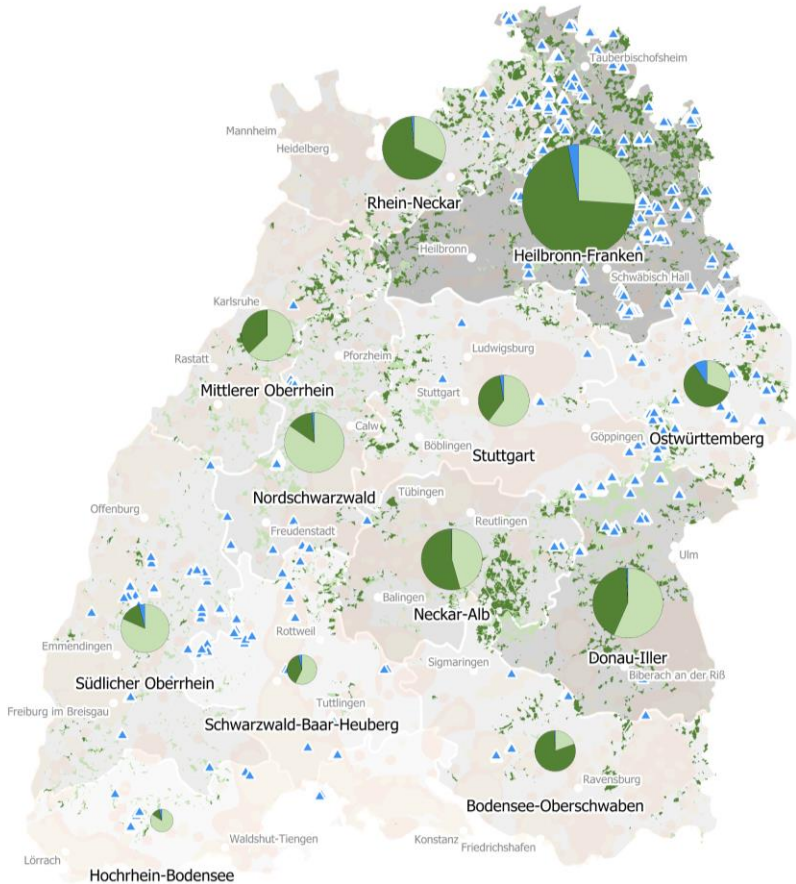 Tauberbischofsheim
Mannheim
Heidelberg
Rhein-Neckar
Heilbronn
Heilbronn-Franken
Schwäbisch Hall
Karlsruhe
Rastatt
Pforzheim
Ludwigsburg
Mittlerer Oberrhein
Stuttgart
Calw
Böblingen
Stuttgart
Göppingen
Ostwürttemberg
Nordschwarzwald
Tübingen
Offenburg
Freudenstadt
Reutlingen
Ulm
Balingen
Neckar-Alb
Emmendingen
Rottweil
Donau-Iller
Südlicher Oberrhein
Sigmaringen
Biberach an der Riß
Freiburg im Breisgau
Tuttlingen
Schwarzwald-Baar-Heuberg
Ravensburg
Bodensee-Oberschwaben
Waldshut-Tiengen
Konstanz
Friedrichshafen
Lörrach
Hochrhein-Bodensee